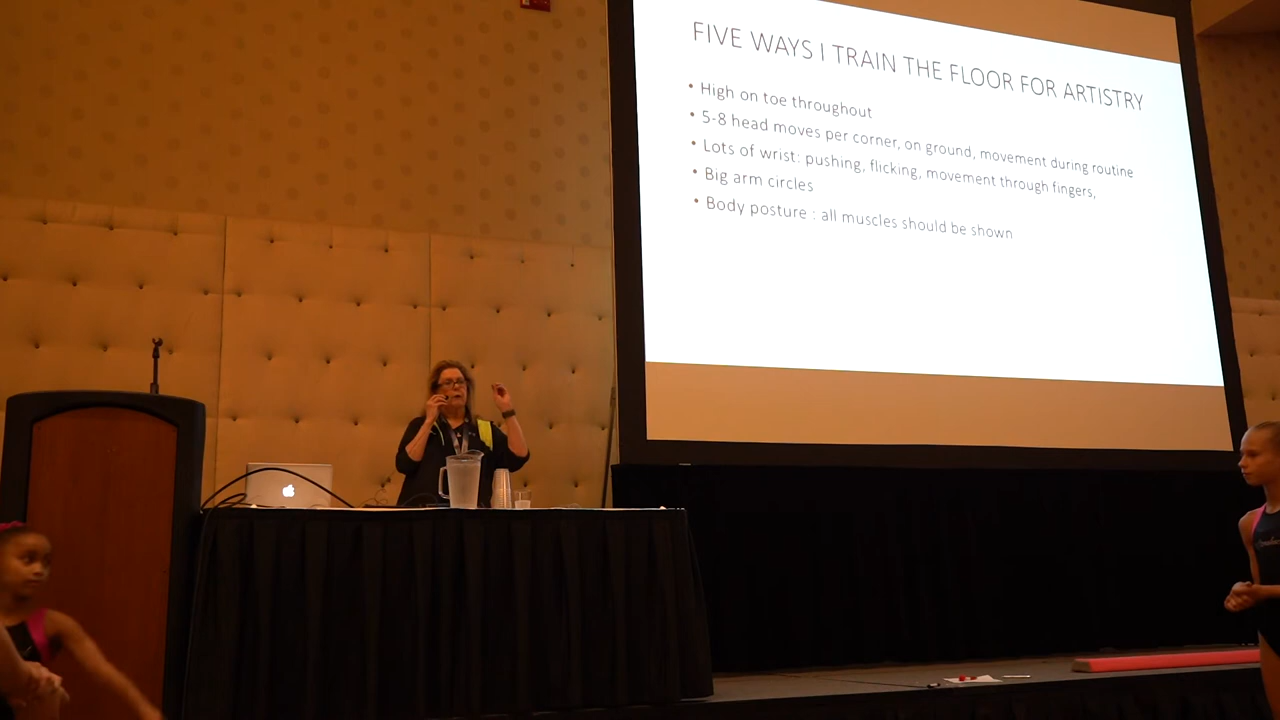 FIVE WAYS I TRAIN THE FLOOR FOR ARTISTRY
• High on toe throughout
• 5-8 head moves per corner, on ground, movement during routine
• Lots of wrist: pushing, flicking, movement through fingers,
• Big arm circles
• Body posture : all muscles should be shown